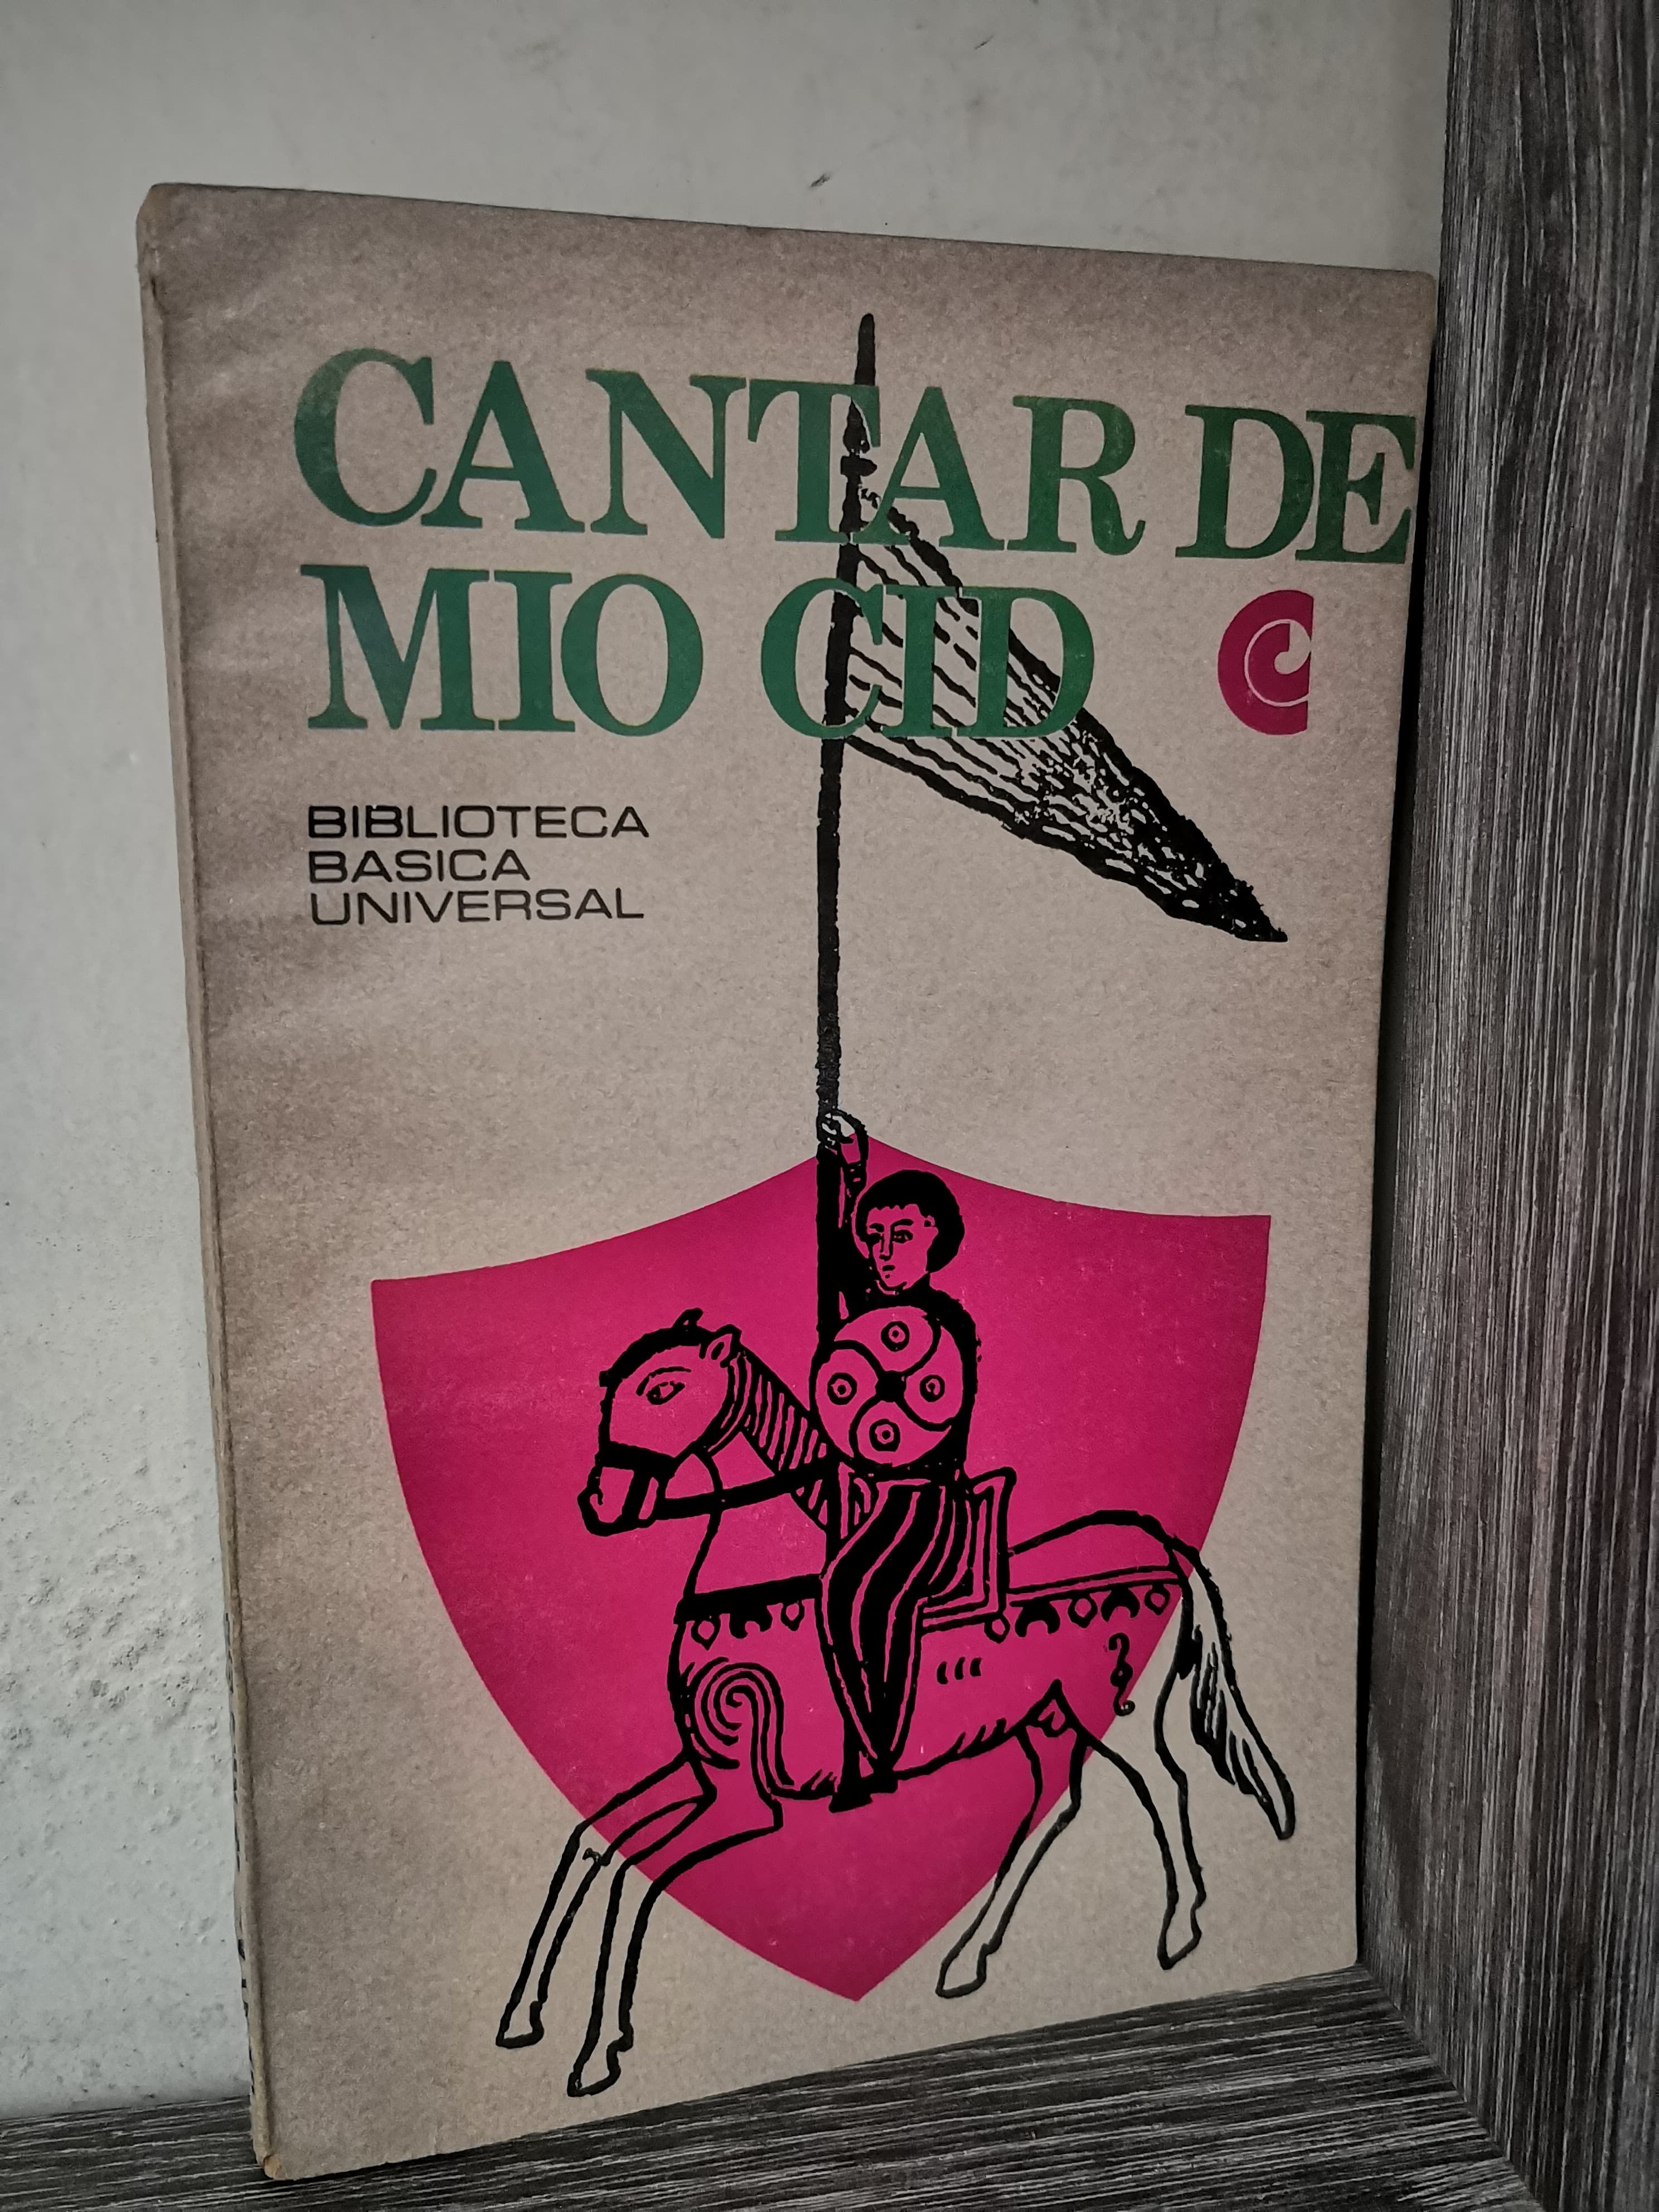 CANTAR DE
MIO CID
BIBLIOTECA
BASICA
UNIVERSAL